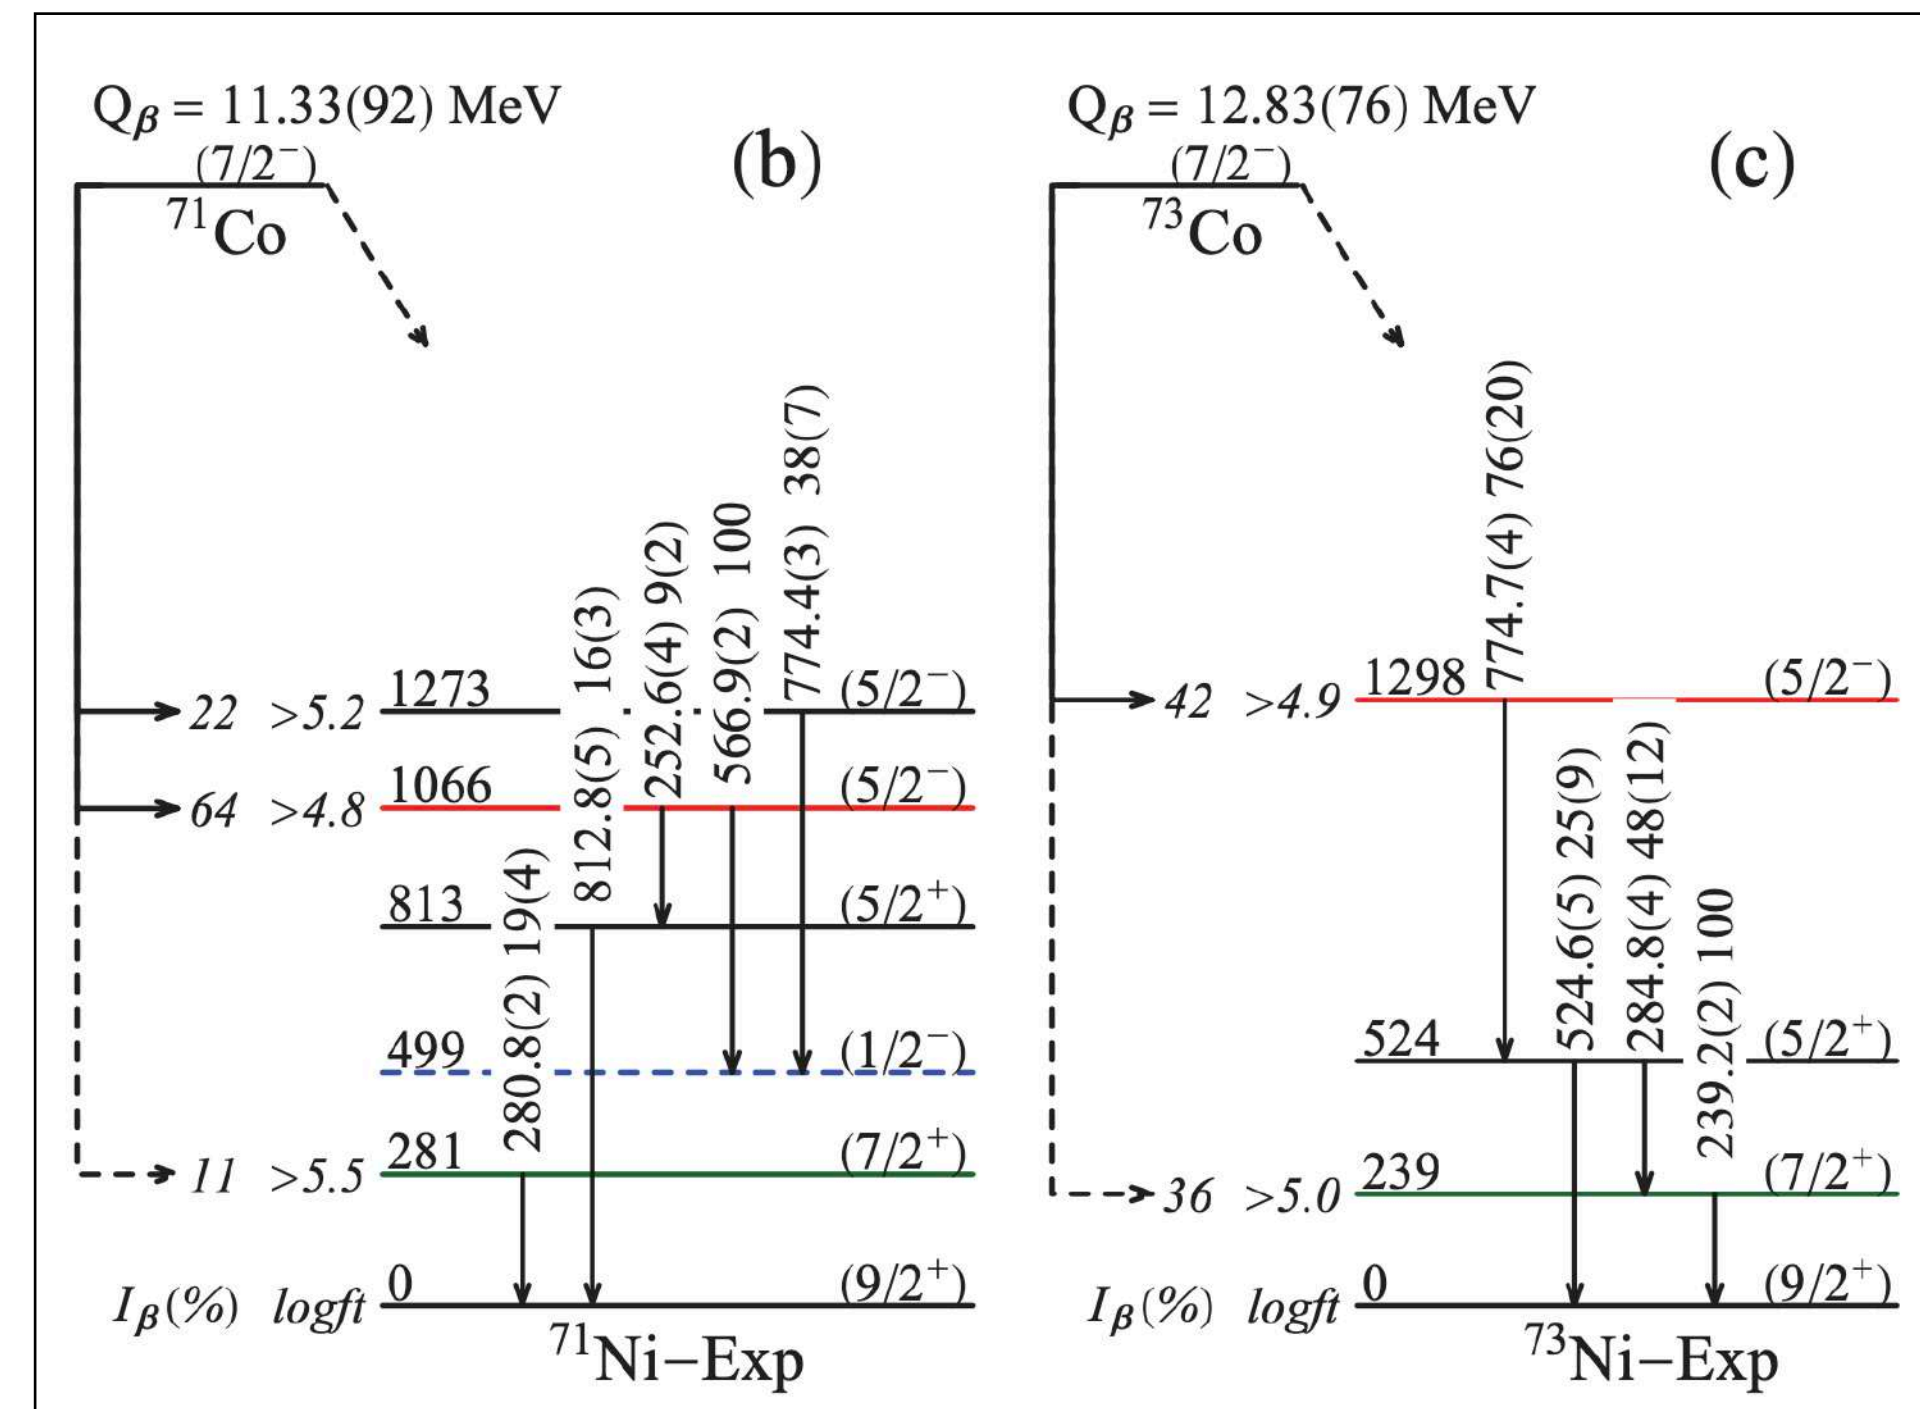 Qβ = 11.33(92) MeV
(7/2⁻)
⁷¹Co
(b)
280.8(2) 19(4)
812.8(5) 16(3)
252.6(4) 9(2)
566.9(2) 100
774.4(3) 38(7)
22 >5.2 1273 (5/2⁻)
64 >4.8 1066 (5/2⁻)
813 (5/2⁺)
499 (1/2⁻)
11 >5.5 281 (7/2⁺)
Iβ(%) logft 0 (9/2⁺)
⁷¹Ni−Exp
Qβ = 12.83(76) MeV
(7/2⁻)
⁷³Co
(c)
774.7(4) 76(20)
524.6(5) 25(9)
284.8(4) 48(12)
239.2(2) 100
42 >4.9 1298 (5/2⁻)
524 (5/2⁺)
36 >5.0 239 (7/2⁺)
Iβ(%) logft 0 (9/2⁺)
⁷³Ni−Exp